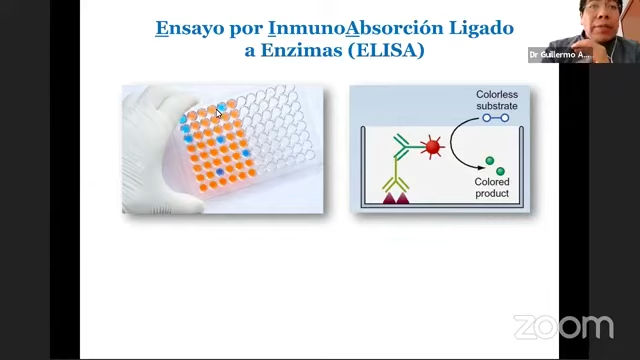 Ensayo por InmunoAbsorción Ligado
a Enzimas (ELISA)
Dr Guillermo A...
Colorless
substrate
Colored
product
zoom